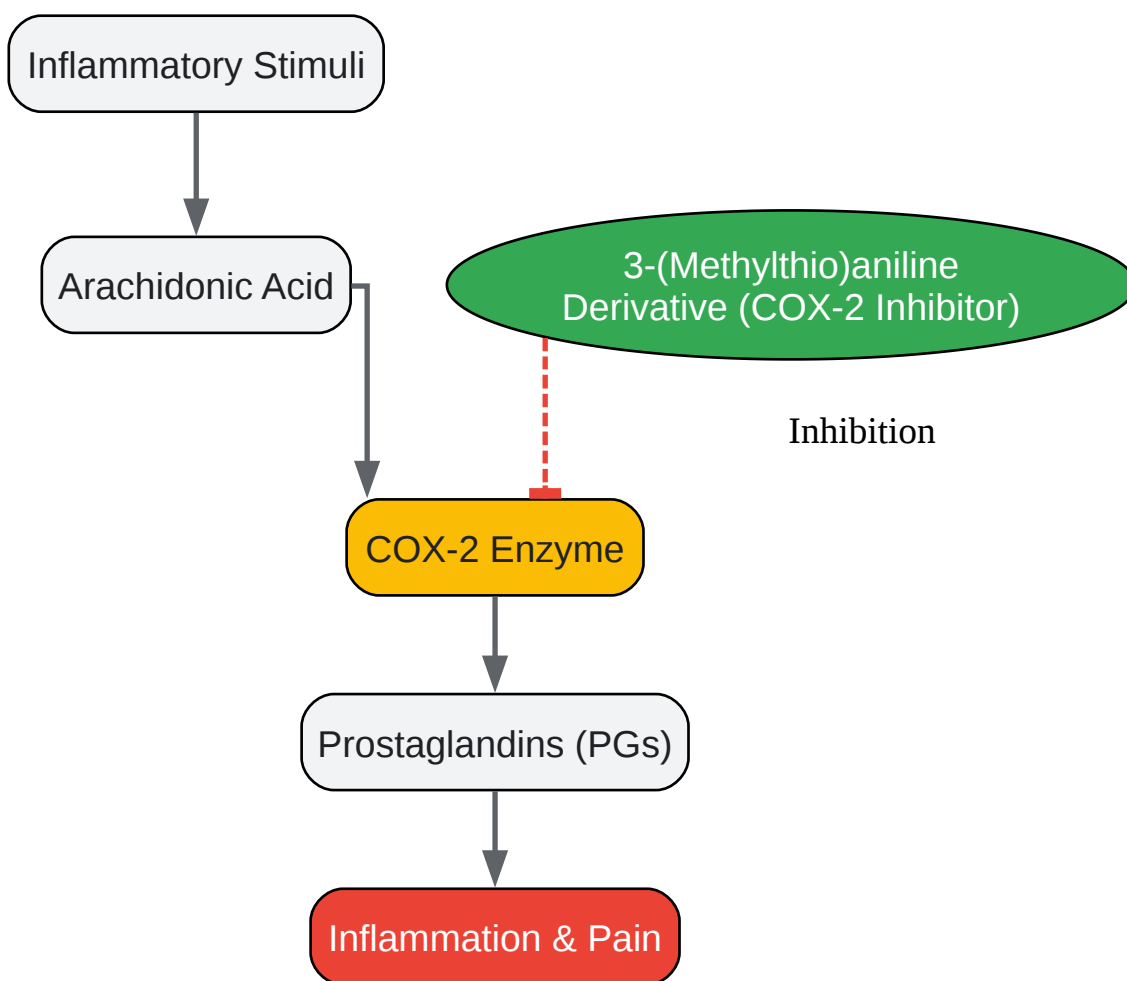 Inflammatory Stimuli
Arachidonic Acid
3-(Methylthio)aniline
Derivative (COX-2 Inhibitor)
Inhibition
COX-2 Enzyme
Prostaglandins (PGs)
Inflammation & Pain